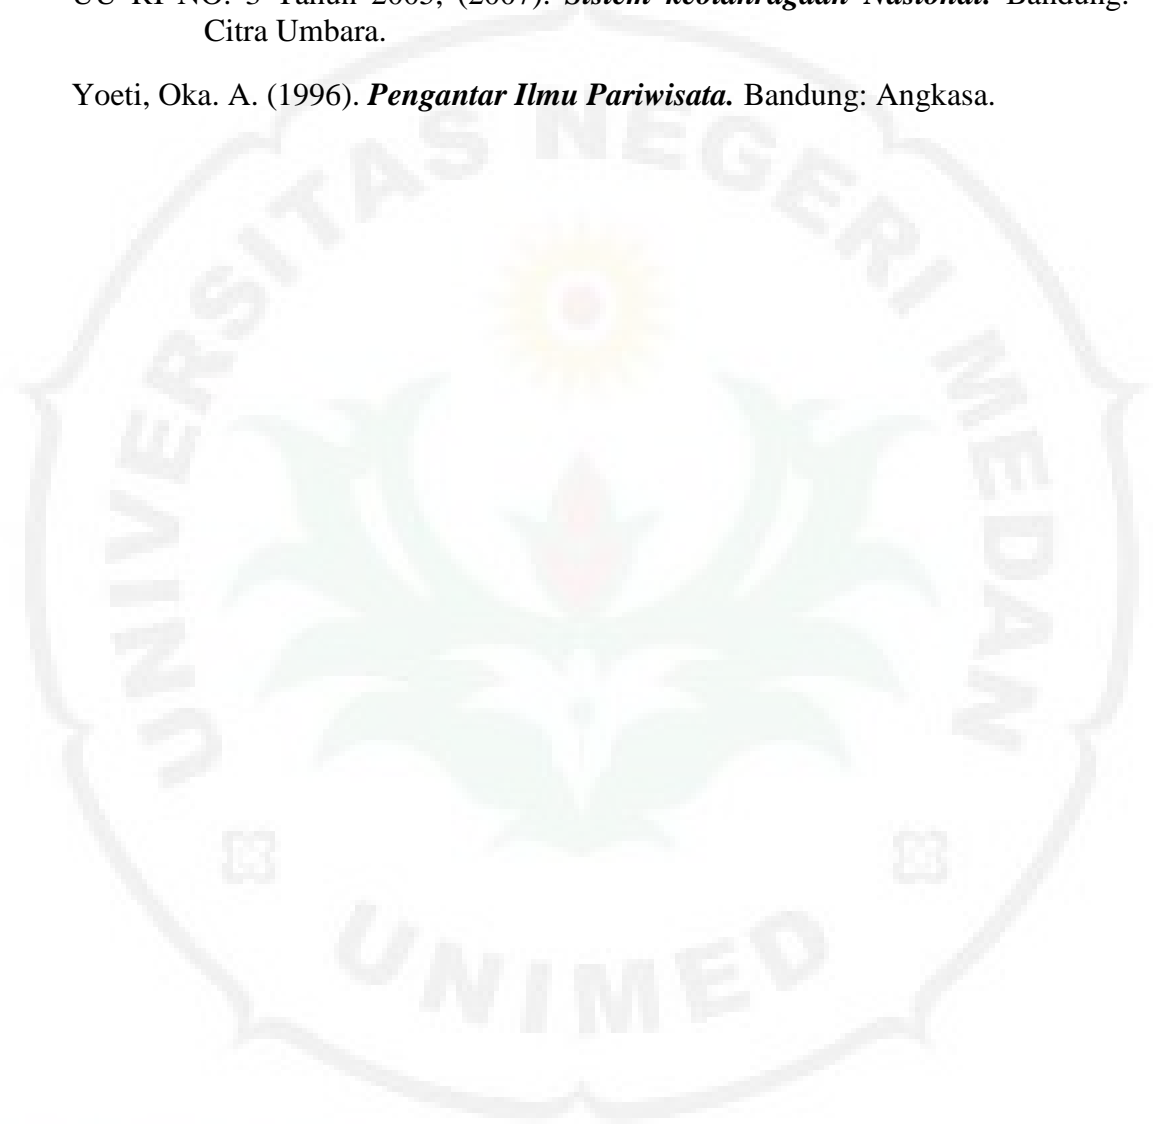 UU RI NO. 3 Tahun 2005, (2007). Sistem keolahragaan Nasional. Bandung:
Citra Umbara.
Yoeti, Oka. A. (1996). Pengantar Ilmu Pariwisata. Bandung: Angkasa.
UNIVERSITAS NEGERI MEDAN
UNIMED